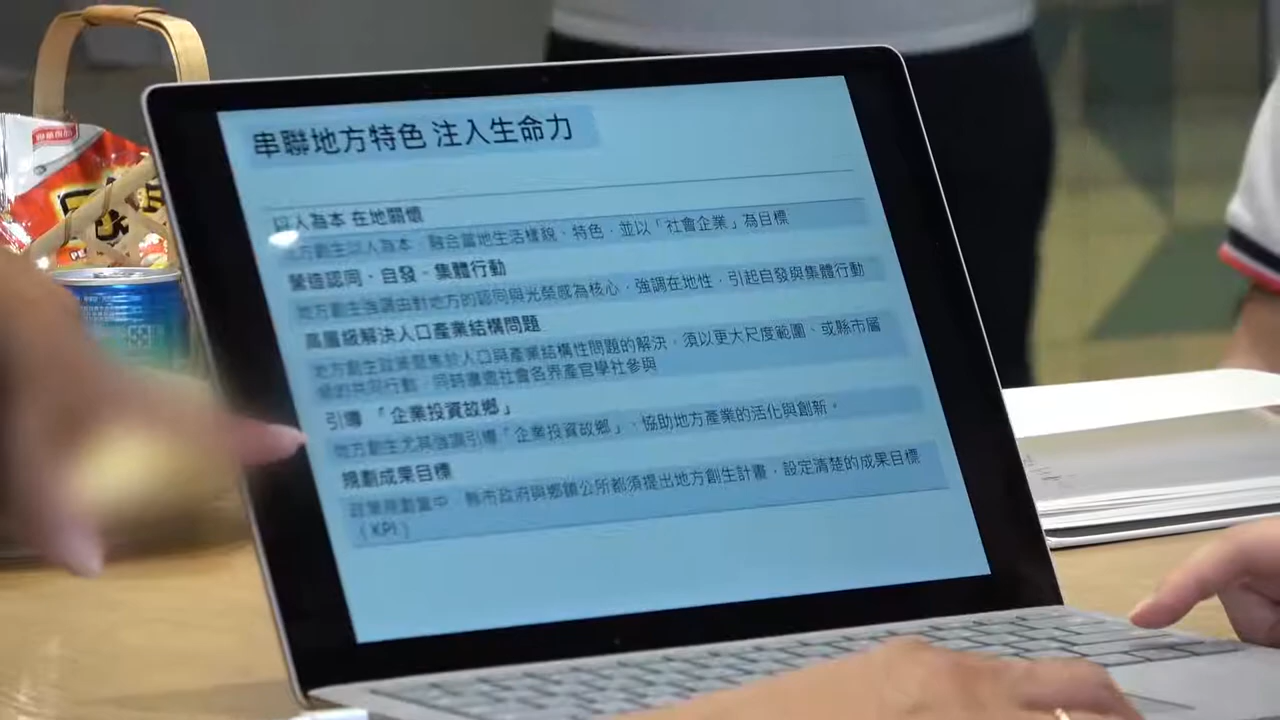 串聯地方特色 注入生命力
以人為本 在地關懷
地方創生以人為本，融合當地生活樣貌、特色，並以「社會企業」為目標
營造認同、自發、集體行動
地方創生強調由對地方的認同與光榮感為核心，強調在地性，引起自發與集體行動
高層級解決人口產業結構問題
地方創生政策聚焦於人口與產業結構性問題的解決，須以更大尺度範圍、或縣市層
級的共同行動，同時廣邀社會各界產官學社參與
引導 「企業投資故鄉」
地方創生尤其強調引導「企業投資故鄉」、協助地方產業的活化與創新。
規劃成果目標
政策規劃當中，縣市政府與鄉鎮公所都須提出地方創生計畫，設定清楚的成果目標
（KPI）